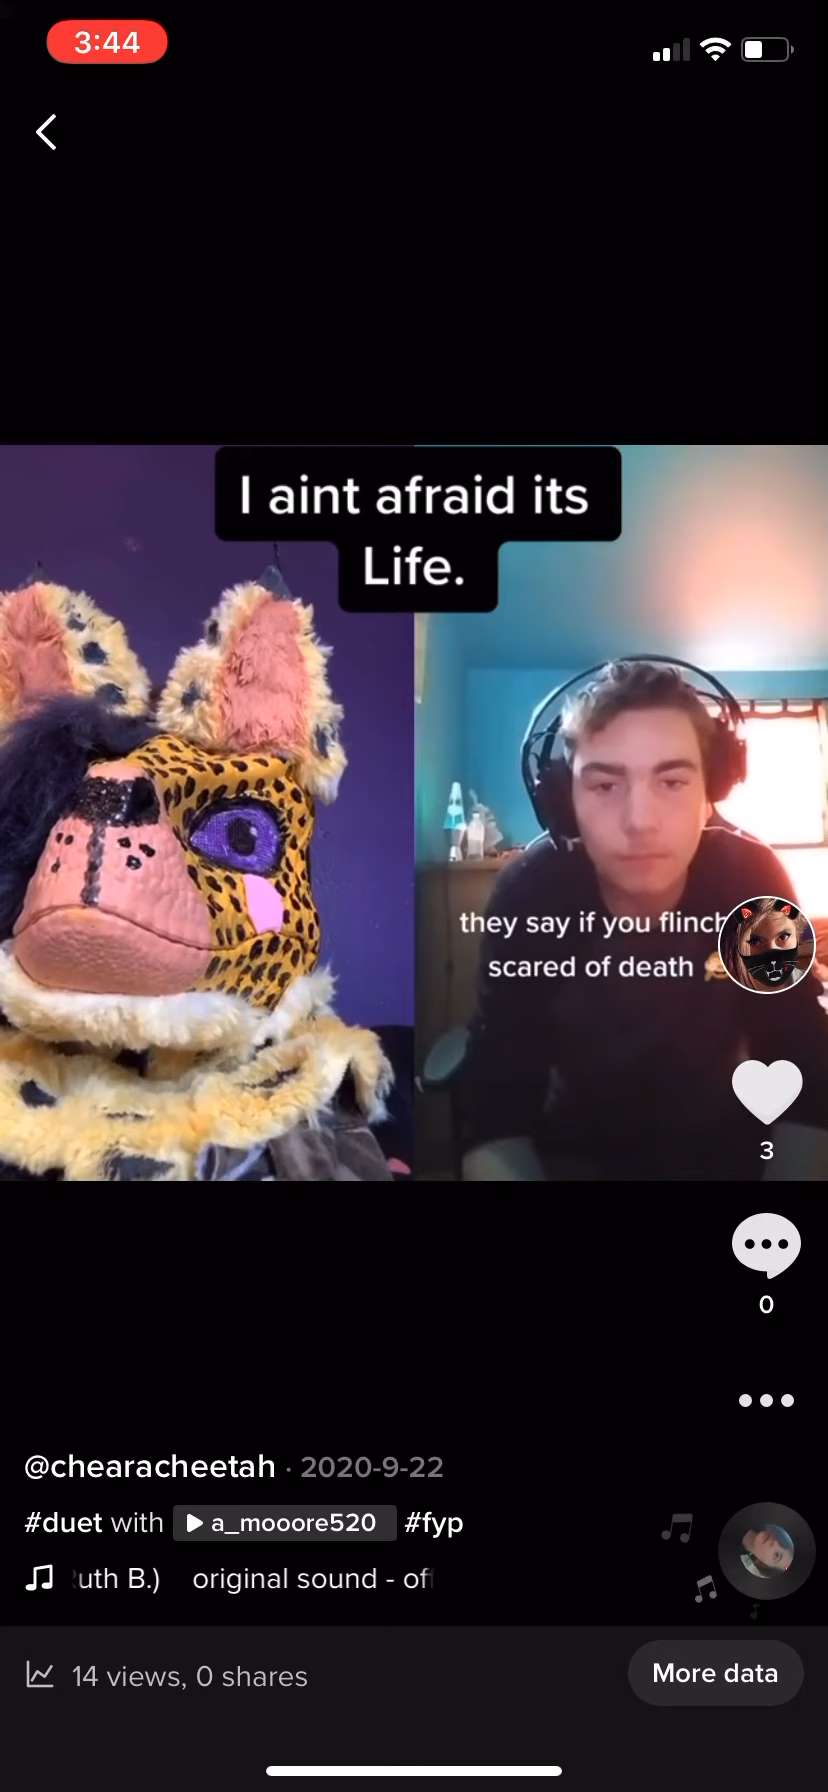 3:44
I aint afraid its
Life.
they say if you flinch
scared of death
3
0
@chearacheetah · 2020-9-22
#duet with a_mooore520 #fyp
uth B.) original sound - of
14 views, 0 shares
More data